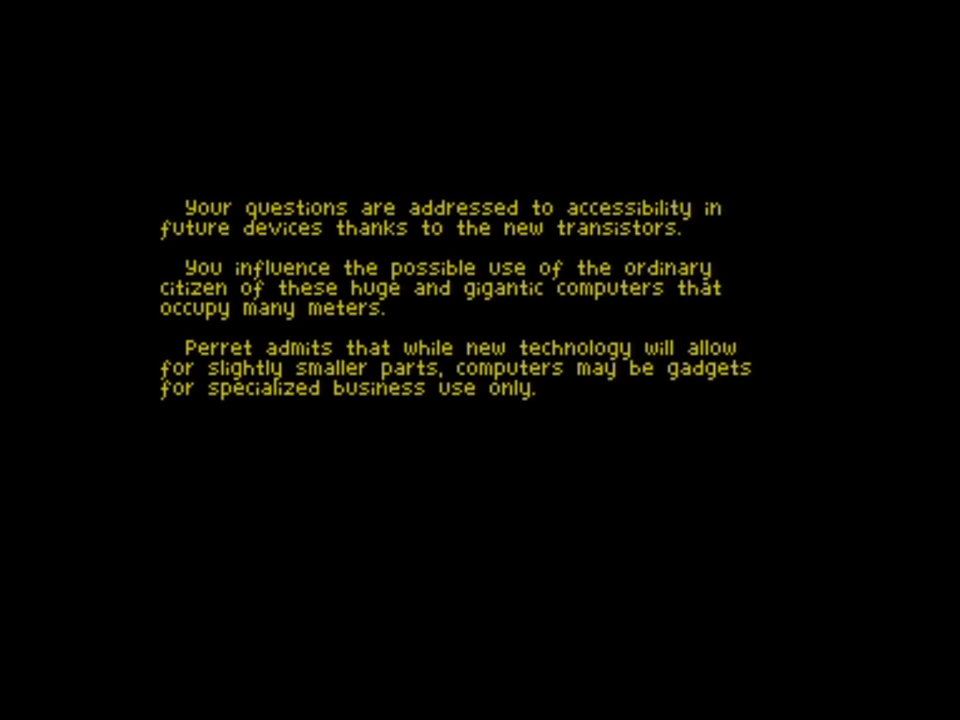 Your questions are addressed to accessibility in
future devices thanks to the new transistors.
You influence the possible use of the ordinary
citizen of these huge and gigantic computers that
occupy many meters.
Perret admits that while new technology will allow
for slightly smaller parts, computers may be gadgets
for specialized business use only.